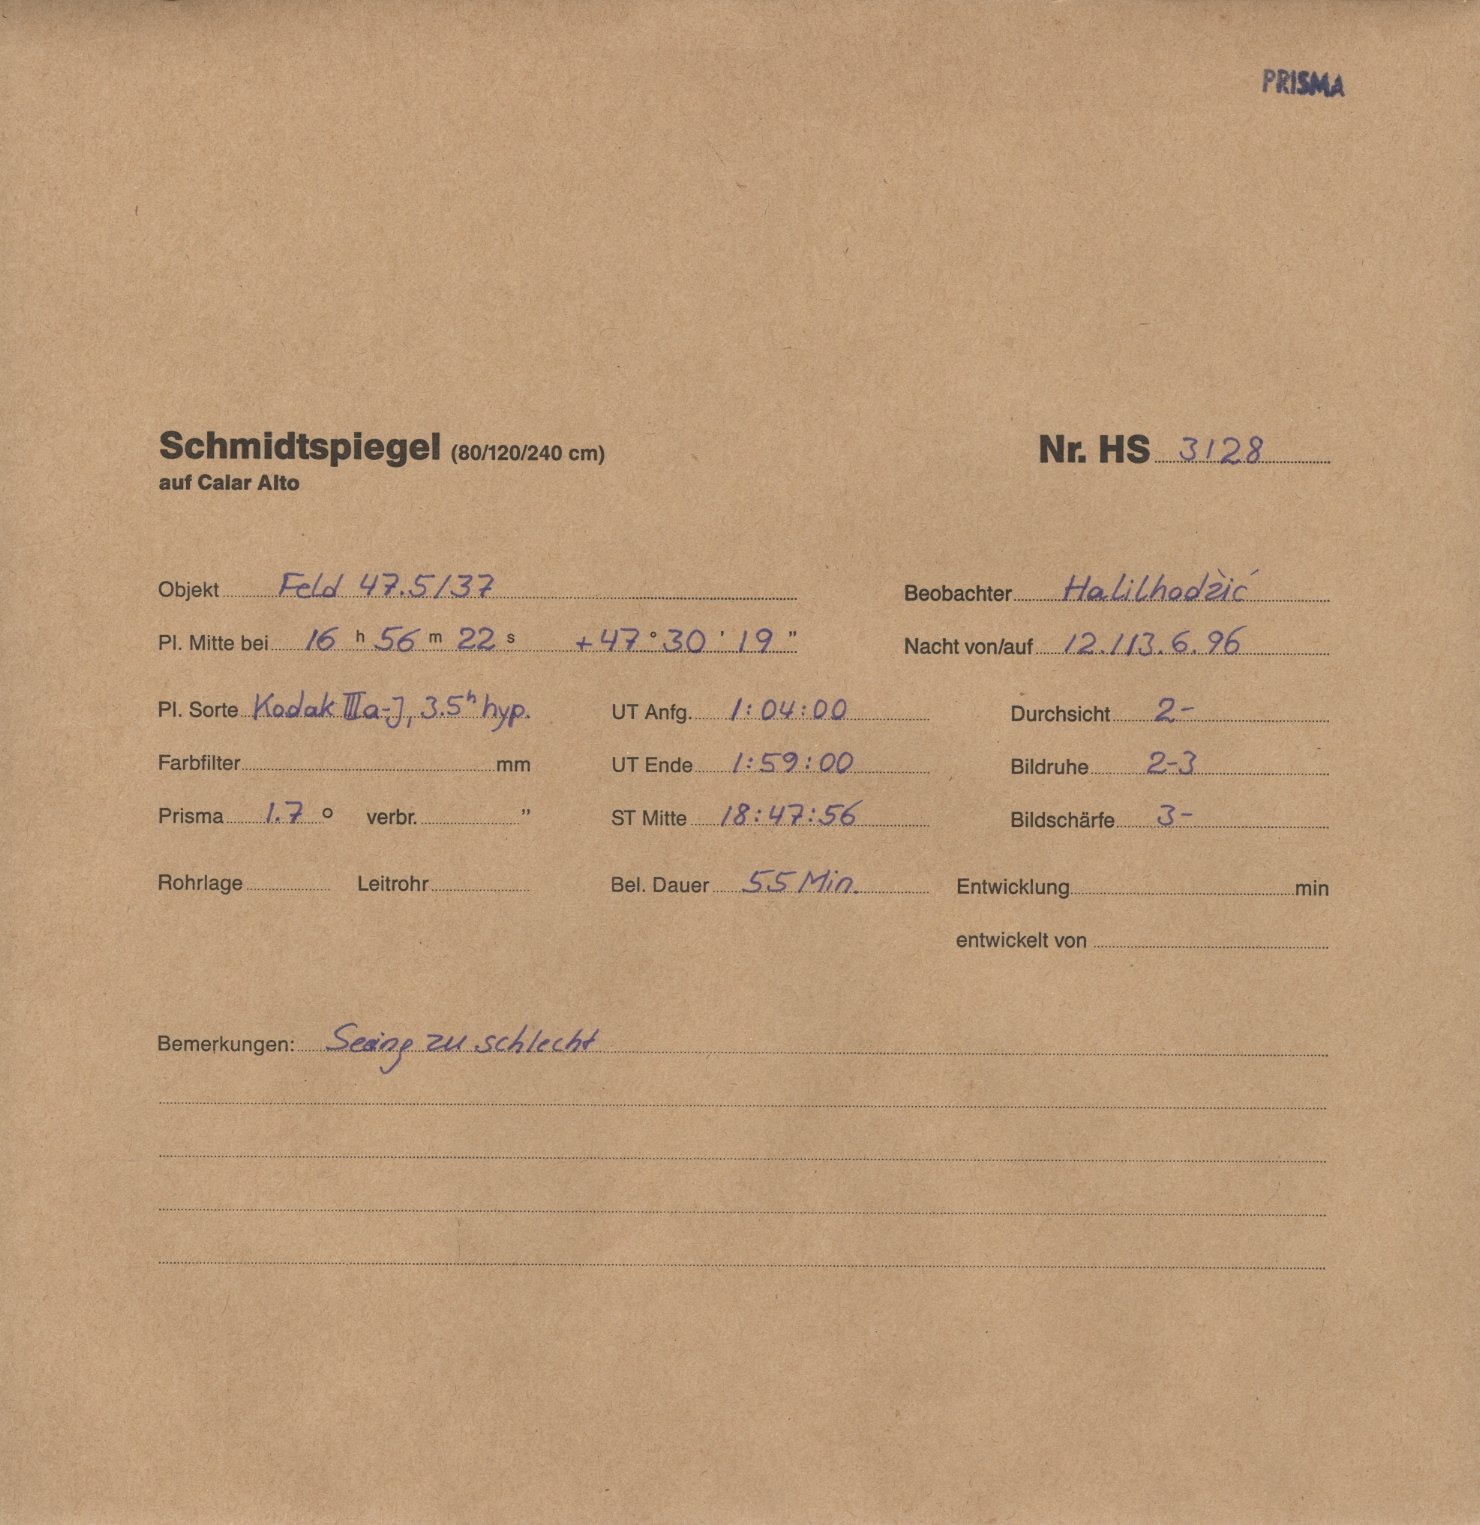 PRISMA
Schmidtspiegel (80/120/240 cm) Nr. HS 3128
auf Calar Alto
Objekt Feld 47.5/37 Beobachter Halilhodžić
Pl. Mitte bei 16 h 56 m 22 s +47 ° 30 ' 19 " Nacht von/auf 12./13.6.96
Pl. Sorte Kodak IIIa-J, 3.5h hyp. UT Anfg. 1:04:00 Durchsicht 2-
Farbfilter mm UT Ende 1:59:00 Bildruhe 2-3
Prisma 1.7 ° verbr. " ST Mitte 18:47:56 Bildschärfe 3-
Rohrlage Leitrohr Bel. Dauer 55 Min. Entwicklung min
entwickelt von
Bemerkungen: Seeing zu schlecht